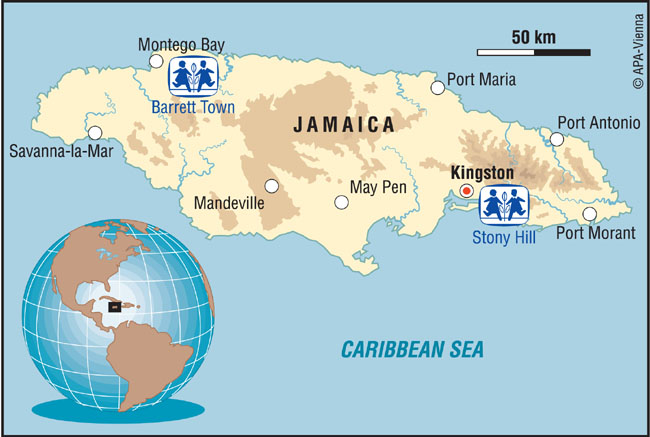 50 km
© APA-Vienna
Montego Bay
Barrett Town
Port Maria
JAMAICA
Port Antonio
Savanna-la-Mar
Kingston
Mandeville
May Pen
Stony Hill
Port Morant
CARIBBEAN SEA